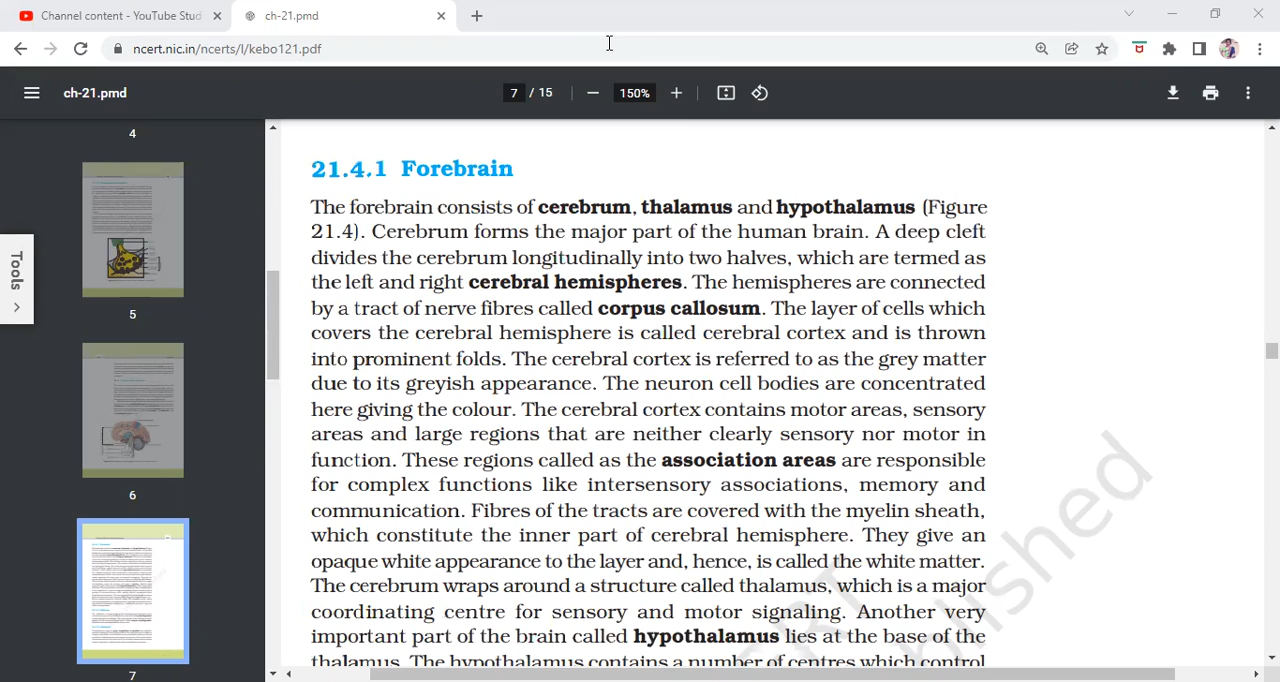 Channel content - YouTube Stud
ch-21.pmd
ncert.nic.in/ncerts/l/kebo121.pdf
ch-21.pmd
7 / 15
150%
4
5
6
7
Tools
21.4.1 Forebrain
The forebrain consists of cerebrum, thalamus and hypothalamus (Figure
21.4). Cerebrum forms the major part of the human brain. A deep cleft
divides the cerebrum longitudinally into two halves, which are termed as
the left and right cerebral hemispheres. The hemispheres are connected
by a tract of nerve fibres called corpus callosum. The layer of cells which
covers the cerebral hemisphere is called cerebral cortex and is thrown
into prominent folds. The cerebral cortex is referred to as the grey matter
due to its greyish appearance. The neuron cell bodies are concentrated
here giving the colour. The cerebral cortex contains motor areas, sensory
areas and large regions that are neither clearly sensory nor motor in
function. These regions called as the association areas are responsible
for complex functions like intersensory associations, memory and
communication. Fibres of the tracts are covered with the myelin sheath,
which constitute the inner part of cerebral hemisphere. They give an
opaque white appearance to the layer and, hence, is called the white matter.
The cerebrum wraps around a structure called thalamus, which is a major
coordinating centre for sensory and motor signaling. Another very
important part of the brain called hypothalamus lies at the base of the
thalamus. The hypothalamus contains a number of centres which control